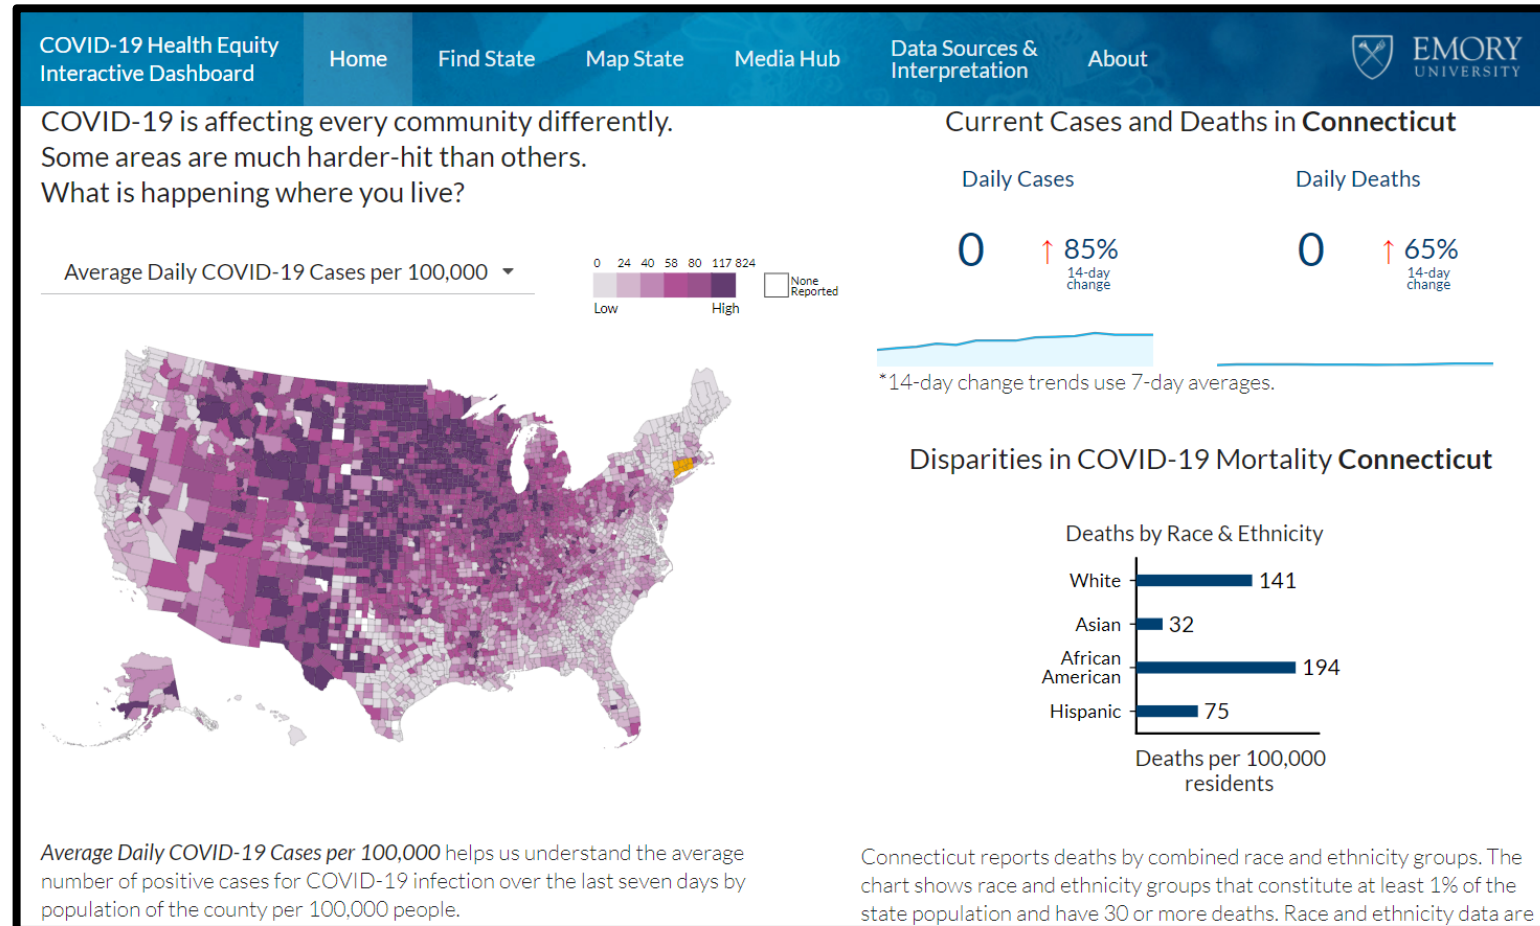 COVID-19 Health Equity
Interactive Dashboard
Home
Find State
Map State
Media Hub
Data Sources &
Interpretation
About
EMORY
UNIVERSITY
COVID-19 is affecting every community differently.
Some areas are much harder-hit than others.
What is happening where you live?
Average Daily COVID-19 Cases per 100,000
0 24 40 58 80 117 824
Low High
None
Reported
Average Daily COVID-19 Cases per 100,000 helps us understand the average
number of positive cases for COVID-19 infection over the last seven days by
population of the county per 100,000 people.
Current Cases and Deaths in Connecticut
Daily Cases
0 ↑ 85%
14-day
change
Daily Deaths
0 ↑ 65%
14-day
change
*14-day change trends use 7-day averages.
Disparities in COVID-19 Mortality Connecticut
Deaths by Race & Ethnicity
White 141
Asian 32
African
American 194
Hispanic 75
Deaths per 100,000
residents
Connecticut reports deaths by combined race and ethnicity groups. The
chart shows race and ethnicity groups that constitute at least 1% of the
state population and have 30 or more deaths. Race and ethnicity data are